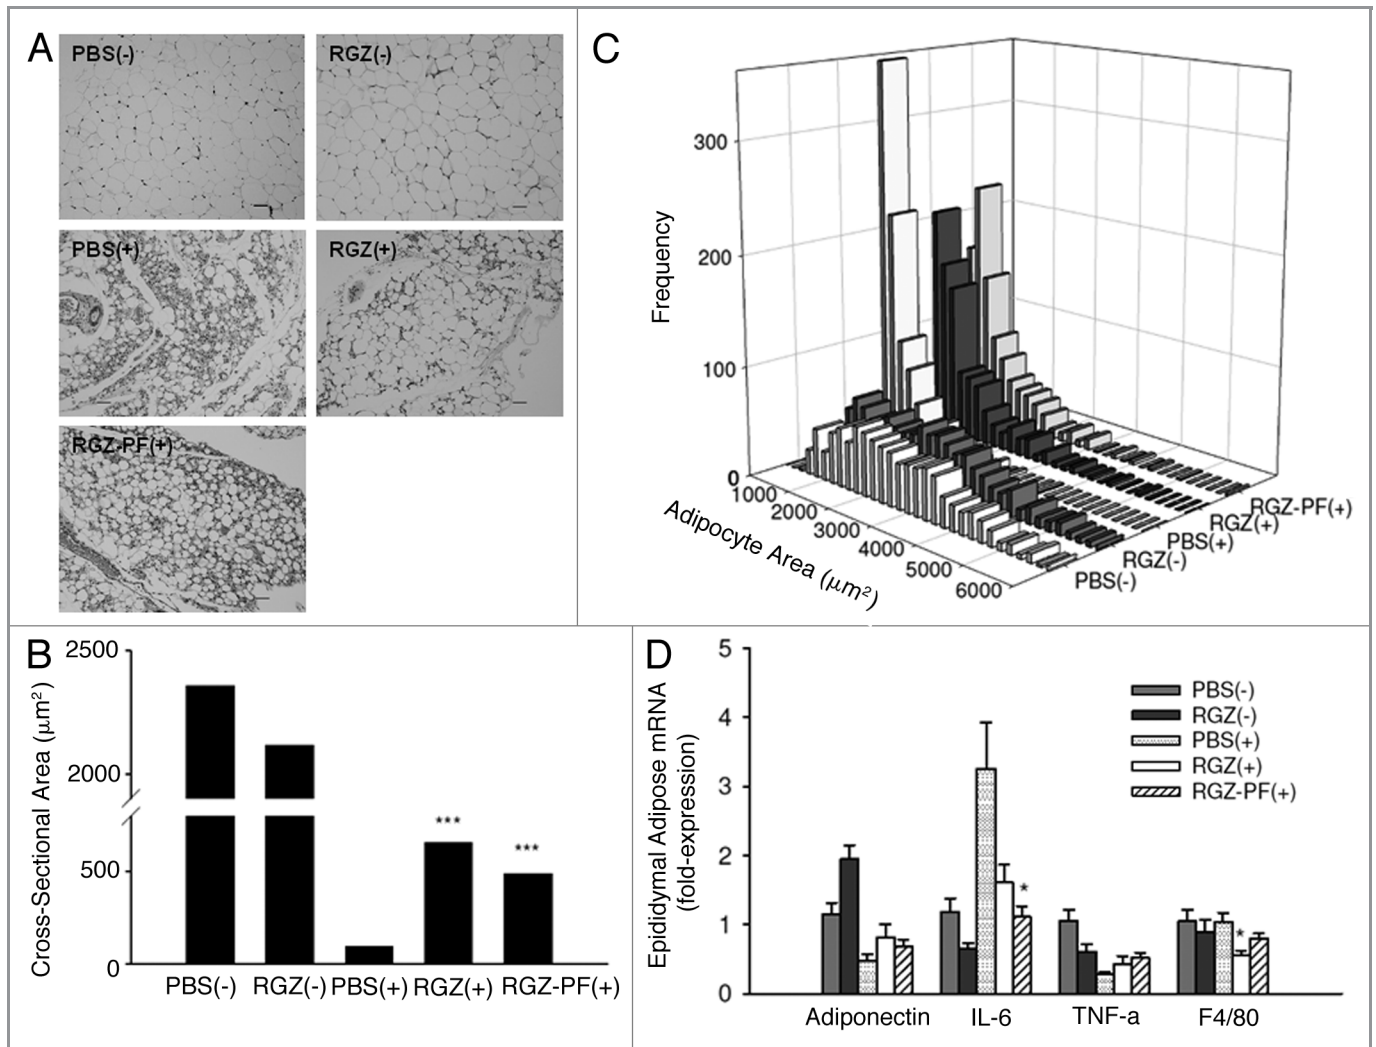 A
PBS(-)
RGZ(-)
PBS(+)
RGZ(+)
RGZ-PF(+)
C
Frequency
300
200
100
0
1000
2000
3000
4000
5000
6000
Adipocyte Area (µm²)
PBS(-)
RGZ(-)
PBS(+)
RGZ(+)
RGZ-PF(+)
B
Cross-Sectional Area (µm²)
2500
2000
500
0
***
***
PBS(-) RGZ(-) PBS(+) RGZ(+) RGZ-PF(+)
D
Epididymal Adipose mRNA
(fold-expression)
5
4
3
2
1
0
PBS(-)
RGZ(-)
PBS(+)
RGZ(+)
RGZ-PF(+)
*
*
Adiponectin IL-6 TNF-a F4/80